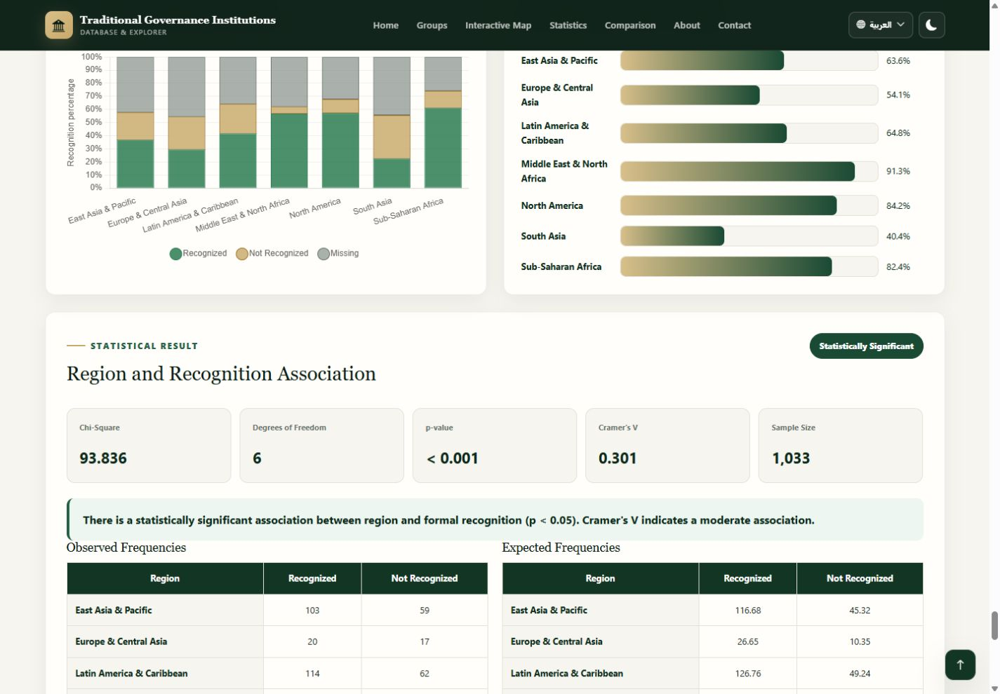 Traditional Governance Institutions
DATABASE & EXPLORER
Home
Groups
Interactive Map
Statistics
Comparison
About
Contact
العربية
Recognition percentage
100%
90%
80%
70%
60%
50%
40%
30%
20%
10%
0%
East Asia & Pacific
Europe & Central Asia
Latin America & Caribbean
Middle East & North Africa
North America
South Asia
Sub-Saharan Africa
Recognized
Not Recognized
Missing
East Asia & Pacific 63.6%
Europe & Central
Asia
54.1%
Latin America &
Caribbean
64.8%
Middle East & North
Africa
91.3%
North America 84.2%
South Asia 40.4%
Sub-Saharan Africa 82.4%
STATISTICAL RESULT
Statistically Significant
Region and Recognition Association
Chi-Square
93.836
Degrees of Freedom
6
p-value
< 0.001
Cramer's V
0.301
Sample Size
1,033
There is a statistically significant association between region and formal recognition (p < 0.05). Cramer's V indicates a moderate association.
Observed Frequencies
Region Recognized Not Recognized
East Asia & Pacific 103 59
Europe & Central Asia 20 17
Latin America & Caribbean 114 62
Expected Frequencies
Region Recognized Not Recognized
East Asia & Pacific 116.68 45.32
Europe & Central Asia 26.65 10.35
Latin America & Caribbean 126.76 49.24